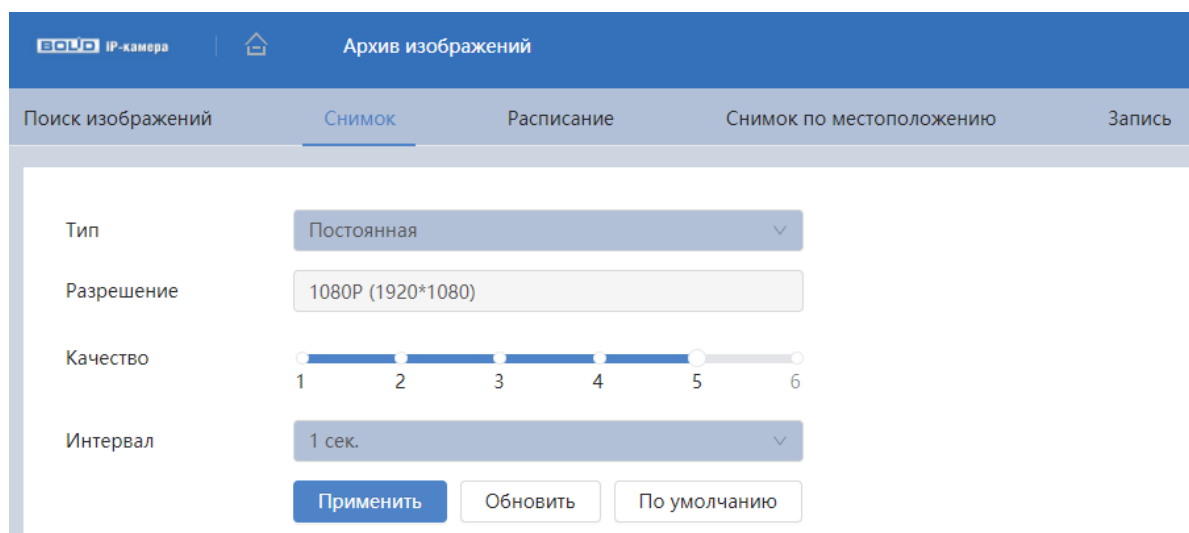 BOLID IP-камера Архив изображений
Поиск изображений Снимок Расписание Снимок по местоположению Запись
Тип Постоянная
Разрешение 1080P (1920*1080)
Качество
1 2 3 4 5 6
Интервал 1 сек.
Применить Обновить По умолчанию